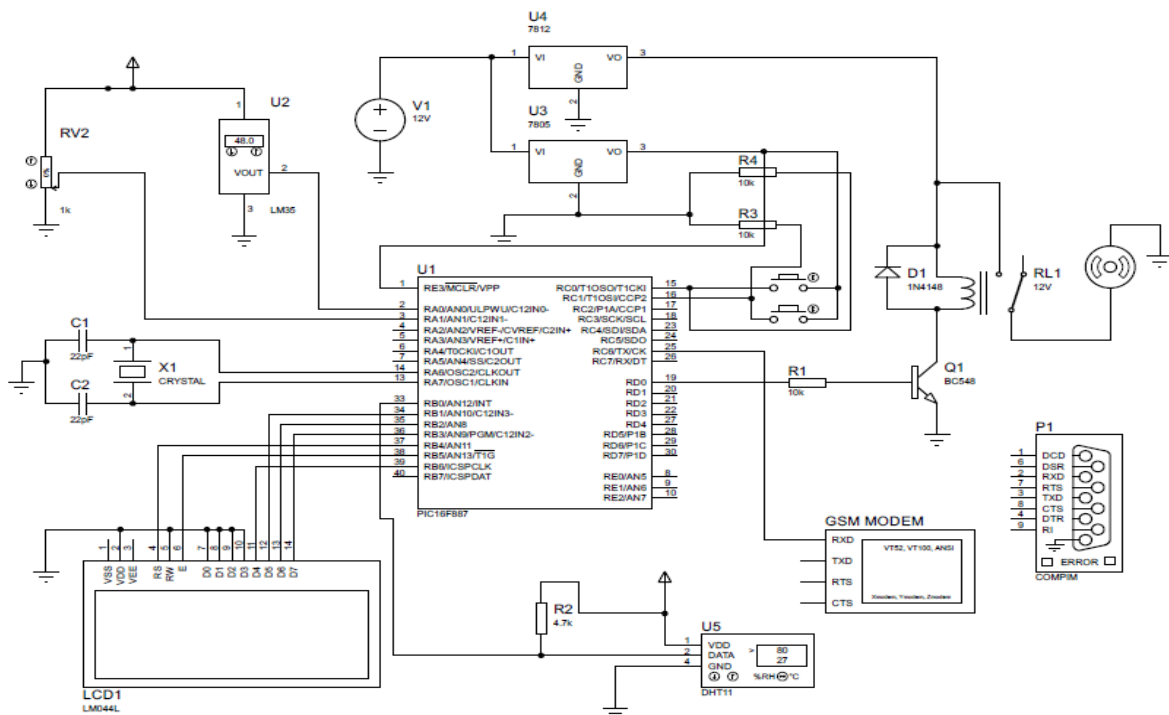 U4
7812
1 VI VO 3
GND
2
V1
12V
U3
7805
1 VI VO 3
GND
2
RV2
6%
1k
1
U2
48.0
VOUT 2
3
LM35
R4
10k
R3
10k
D1
1N4148
RL1
12V
C1
22pF
C2
22pF
1
X1
CRYSTAL
2
U1
1 RE3/MCLR/VPP
2 RA0/AN0/ULPWU/C12IN0-
3 RA1/AN1/C12IN1-
4 RA2/AN2/VREF-/CVREF/C2IN+
5 RA3/AN3/VREF+/C1IN+
6 RA4/T0CKI/C1OUT
7 RA5/AN4/SS/C2OUT
14 RA6/OSC2/CLKOUT
13 RA7/OSC1/CLKIN
33 RB0/AN12/INT
34 RB1/AN10/C12IN3-
35 RB2/AN8
36 RB3/AN9/PGM/C12IN2-
37 RB4/AN11
38 RB5/AN13/T1G
39 RB6/ICSPCLK
40 RB7/ICSPDAT
RC0/T1OSO/T1CKI 15
RC1/T1OSI/CCP2 16
RC2/P1A/CCP1 17
RC3/SCK/SCL 18
RC4/SDI/SDA 23
RC5/SDO 24
RC6/TX/CK 25
RC7/RX/DT 26
RD0 19
RD1 20
RD2 21
RD3 22
RD4 27
RD5/P1B 28
RD6/P1C 29
RD7/P1D 30
RE0/AN5 8
RE1/AN6 9
RE2/AN7 10
PIC16F887
R1
10k
Q1
BC548
P1
1 DCD
6 DSR
2 RXD
7 RTS
3 TXD
8 CTS
4 DTR
9 RI
ERROR
COMPIM
GSM MODEM
RXD
TXD
RTS
CTS
VT52, VT100, ANSI
Xmodem, Ymodem, Zmodem
1 2 3 4 5 6 7 8 9 10 11 12 13 14
VSS VDD VEE RS RW E D0 D1 D2 D3 D4 D5 D6 D7
LCD1
LM044L
R2
4.7k
U5
1 VDD
2 DATA
4 GND
> 80
27
%RH °C
DHT11